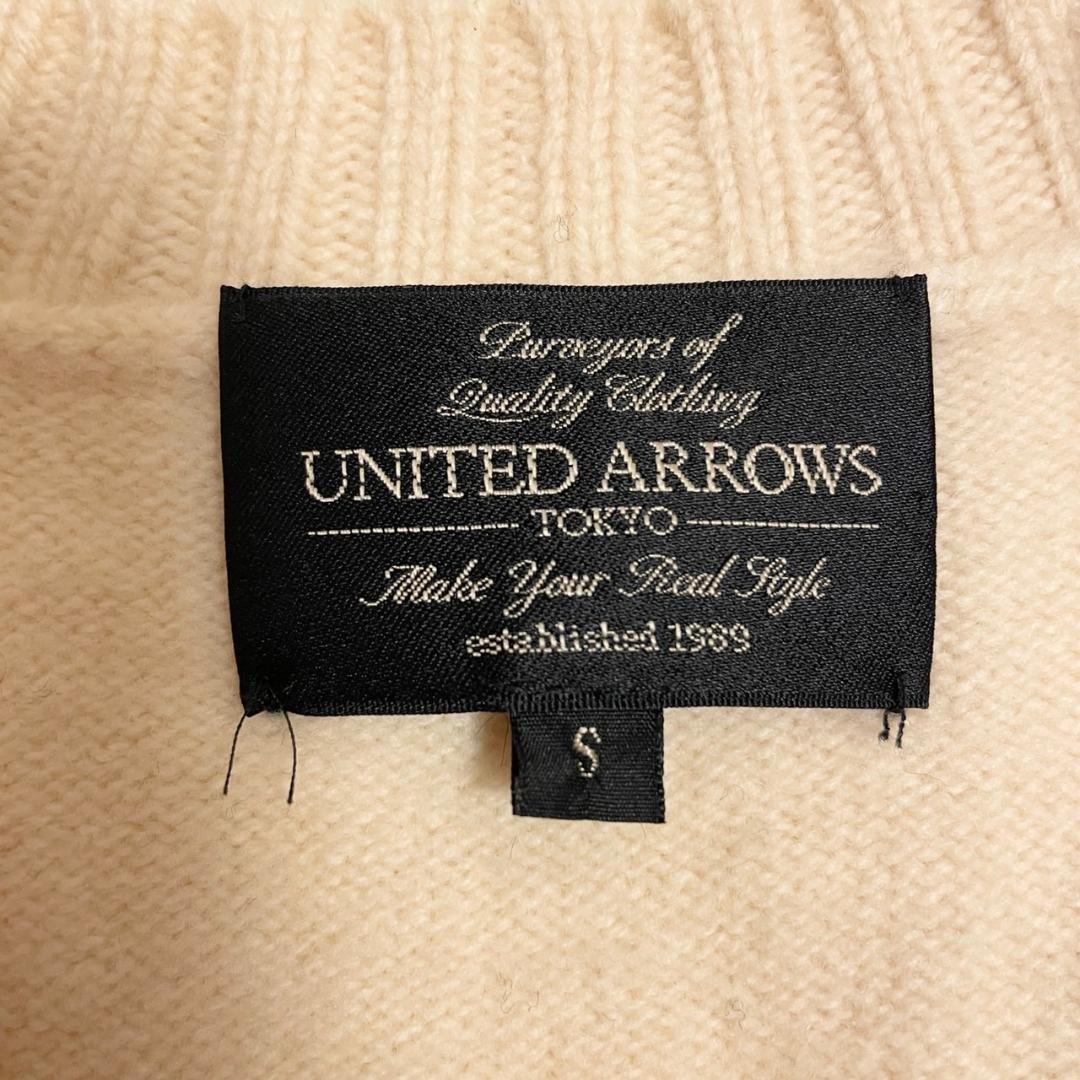 Purveyors of
Quality Clothing
UNITED ARROWS
TOKYO
Make Your Real Style
established 1989
S